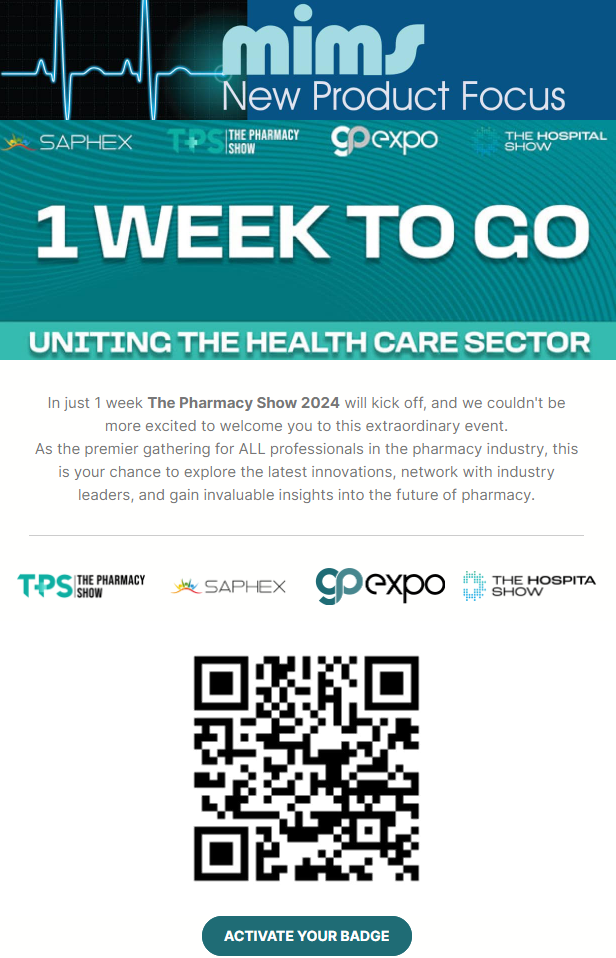 mims
New Product Focus
SAPHEX TPS THE PHARMACY SHOW gp expo THE HOSPITAL SHOW
1 WEEK TO GO
UNITING THE HEALTH CARE SECTOR
In just 1 week The Pharmacy Show 2024 will kick off, and we couldn't be
more excited to welcome you to this extraordinary event.
As the premier gathering for ALL professionals in the pharmacy industry, this
is your chance to explore the latest innovations, network with industry
leaders, and gain invaluable insights into the future of pharmacy.
TPS THE PHARMACY SHOW SAPHEX gp expo THE HOSPITA SHOW
ACTIVATE YOUR BADGE